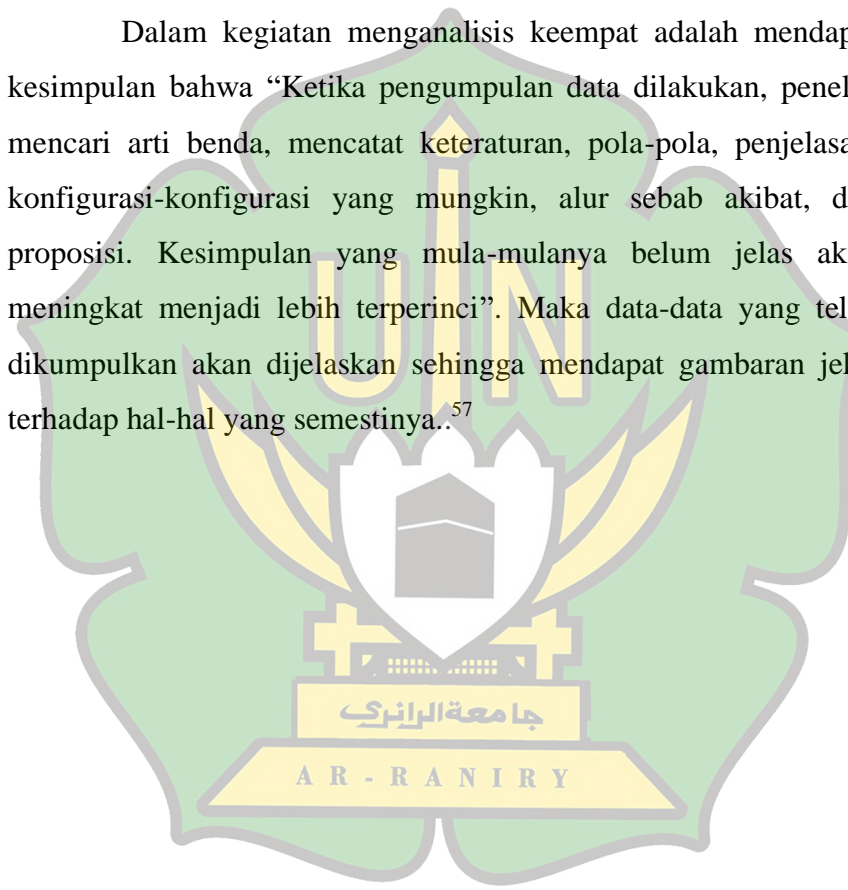 Dalam kegiatan menganalisis keempat adalah mendap
kesimpulan bahwa “Ketika pengumpulan data dilakukan, penel
mencari arti benda, mencatat keteraturan, pola-pola, penjelasa
konfigurasi-konfigurasi yang mungkin, alur sebab akibat, d
proposisi. Kesimpulan yang mula-mulanya belum jelas ak
meningkat menjadi lebih terperinci”. Maka data-data yang tel
dikumpulkan akan dijelaskan sehingga mendapat gambaran jel
terhadap hal-hal yang semestinya..57
UIN
جامعة الرانري
AR-RANIRY